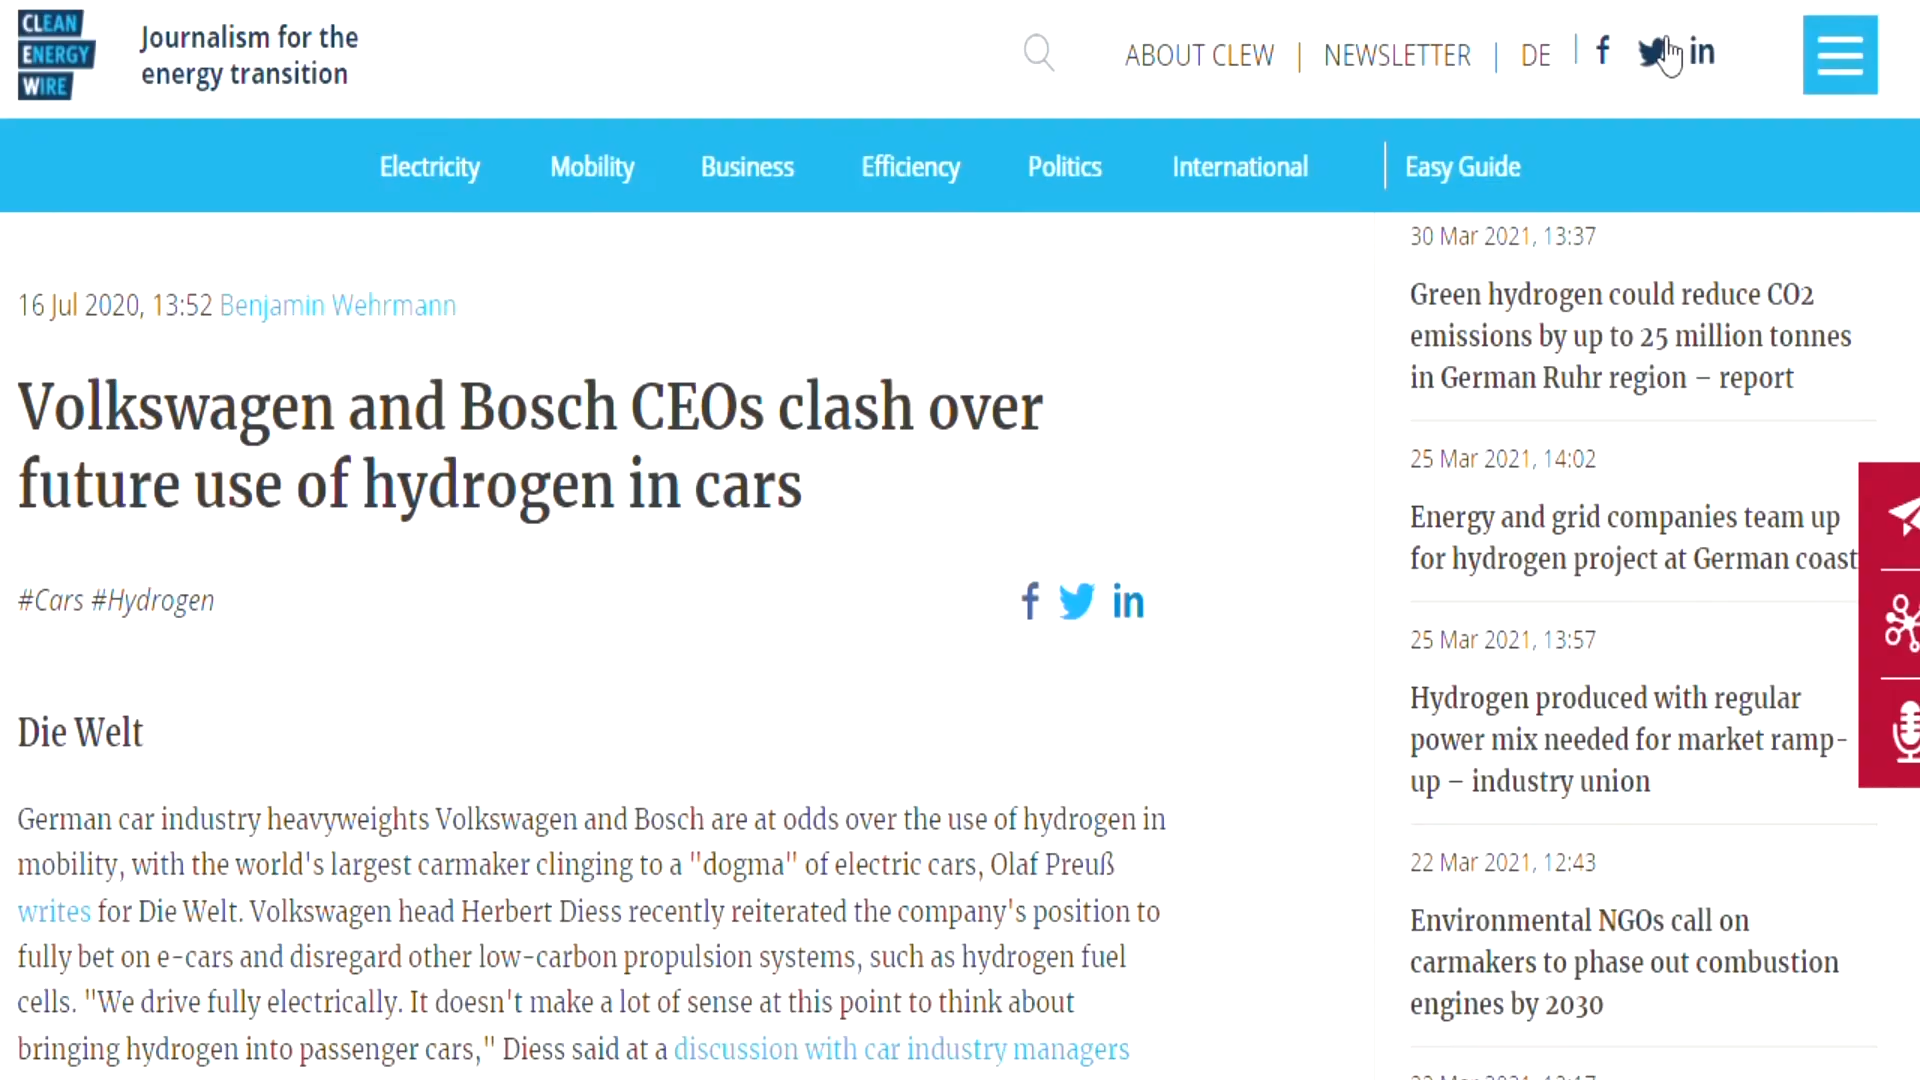 CLEAN
ENERGY
WIRE
Journalism for the
energy transition
ABOUT CLEW | NEWSLETTER | DE
Electricity Mobility Business Efficiency Politics International Easy Guide
16 Jul 2020, 13:52 Benjamin Wehrmann
Volkswagen and Bosch CEOs clash over
future use of hydrogen in cars
#Cars #Hydrogen
Die Welt
German car industry heavyweights Volkswagen and Bosch are at odds over the use of hydrogen in
mobility, with the world's largest carmaker clinging to a "dogma" of electric cars, Olaf Preuß
writes for Die Welt. Volkswagen head Herbert Diess recently reiterated the company's position to
fully bet on e-cars and disregard other low-carbon propulsion systems, such as hydrogen fuel
cells. "We drive fully electrically. It doesn't make a lot of sense at this point to think about
bringing hydrogen into passenger cars," Diess said at a discussion with car industry managers
30 Mar 2021, 13:37
Green hydrogen could reduce CO2
emissions by up to 25 million tonnes
in German Ruhr region – report
25 Mar 2021, 14:02
Energy and grid companies team up
for hydrogen project at German coast
25 Mar 2021, 13:57
Hydrogen produced with regular
power mix needed for market ramp-
up – industry union
22 Mar 2021, 12:43
Environmental NGOs call on
carmakers to phase out combustion
engines by 2030